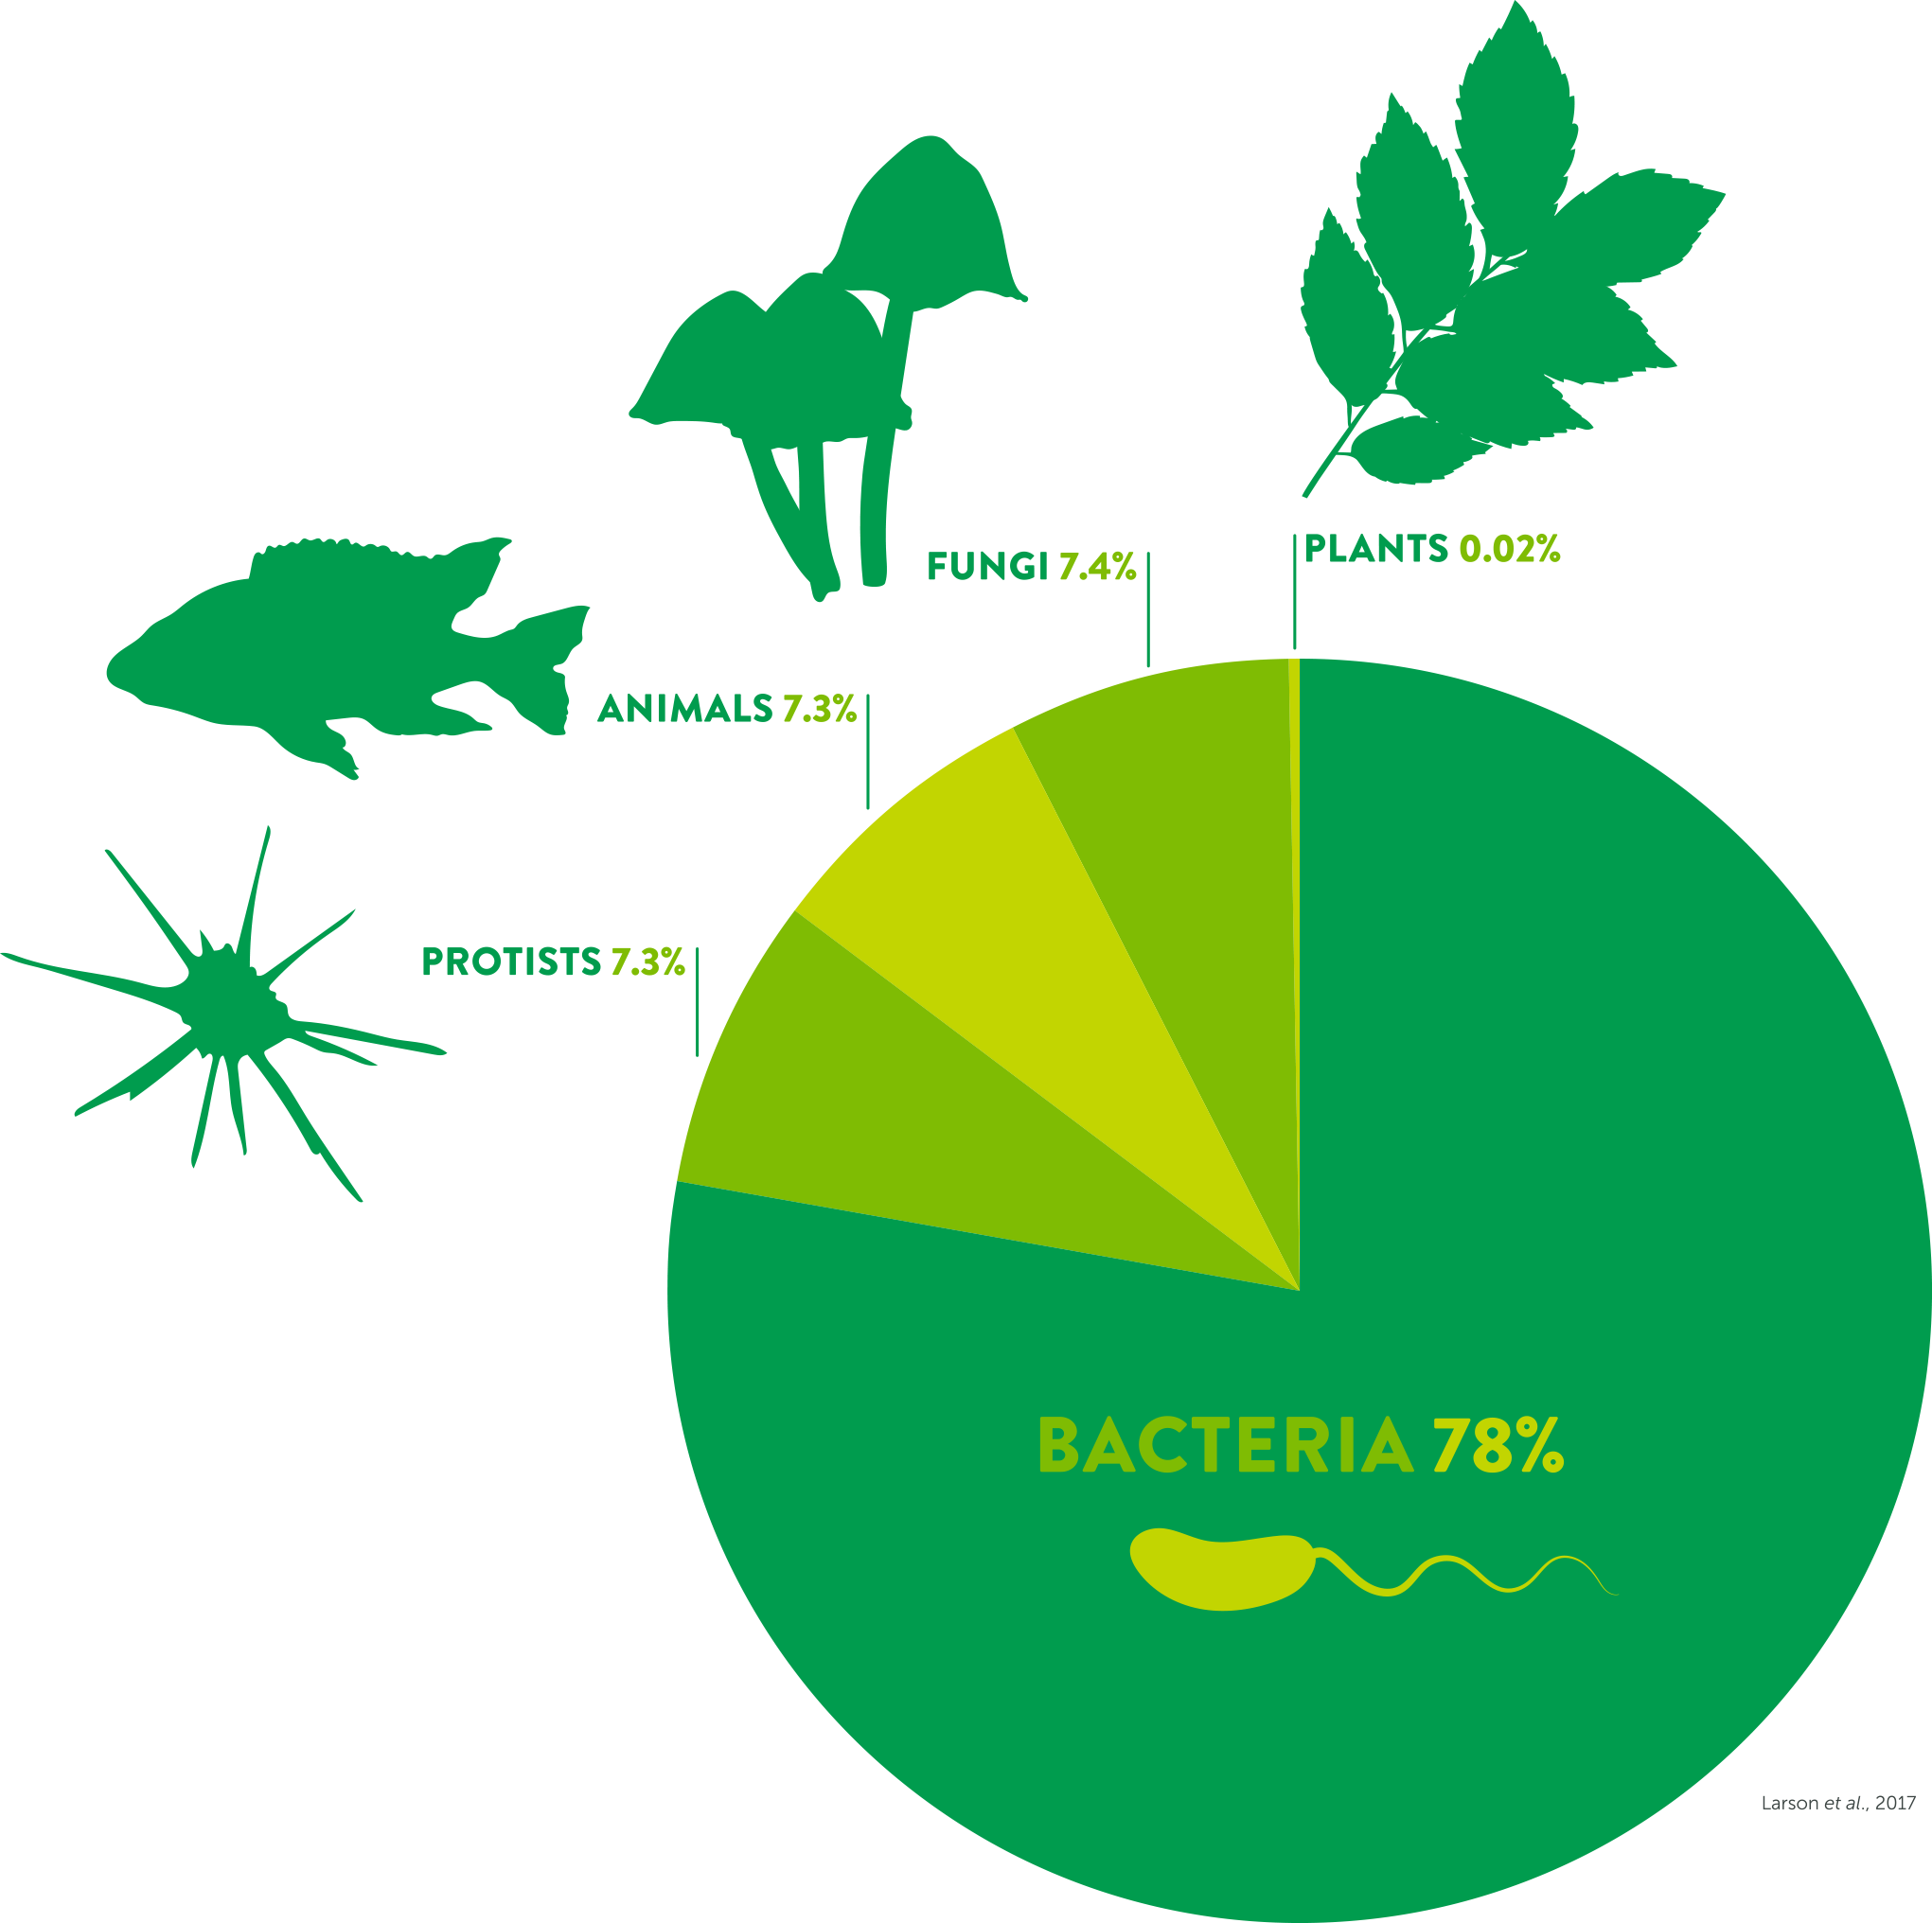 PLANTS 0.02%
FUNGI 7.4%
ANIMALS 7.3%
PROTISTS 7.3%
BACTERIA 78%
Larson et al., 2017